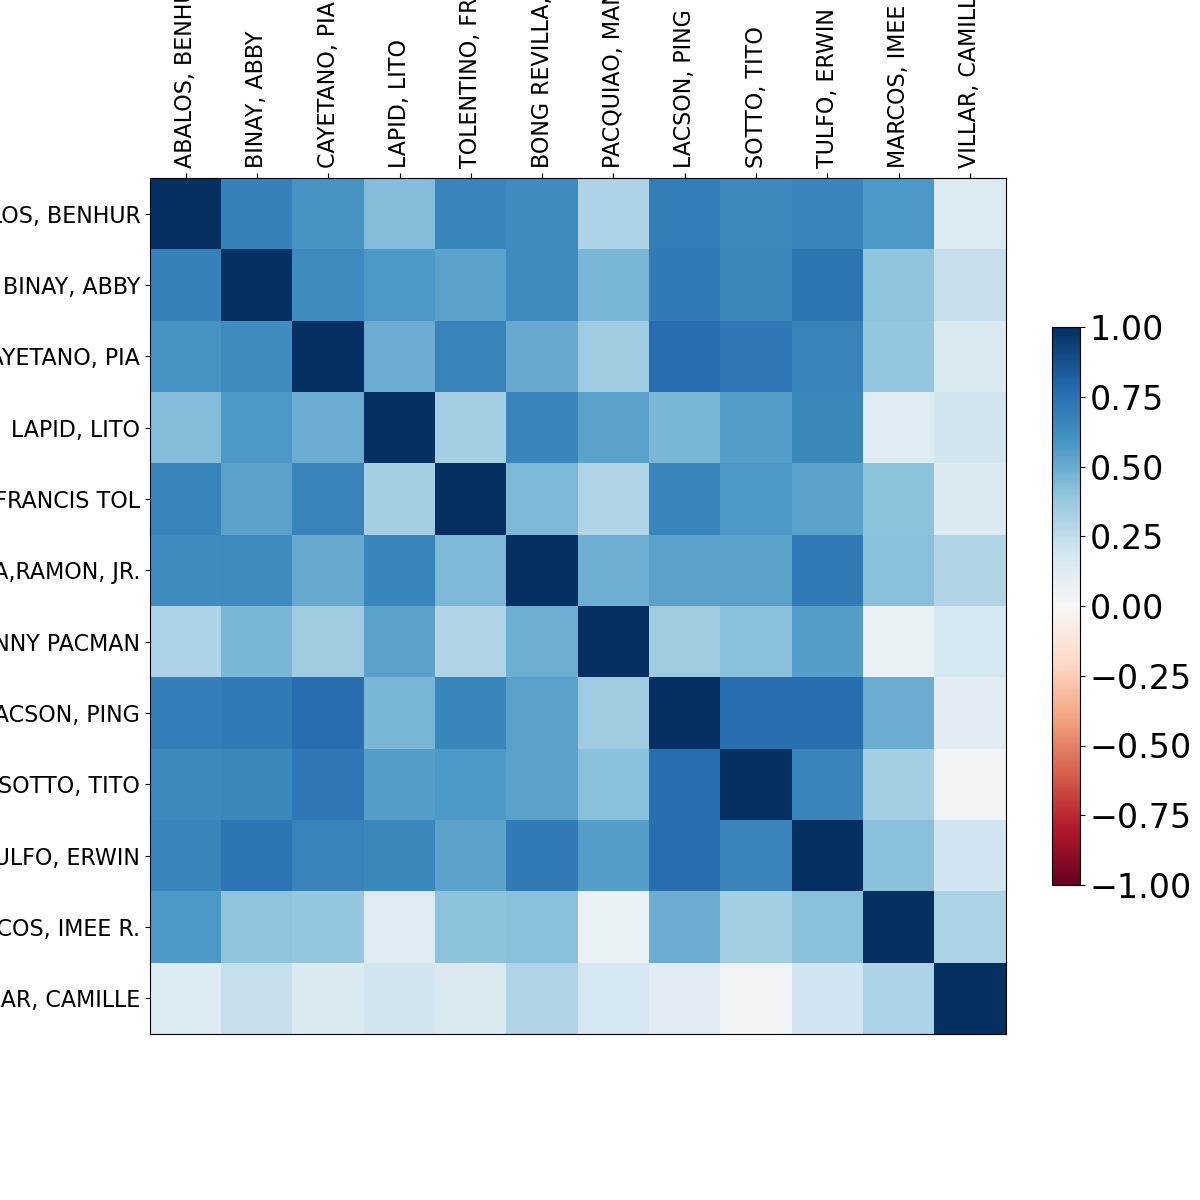 ABALOS, BENHU
BINAY, ABBY
CAYETANO, PIA
LAPID, LITO
TOLENTINO, FR
BONG REVILLA,
PACQUIAO, MAN
LACSON, PING
SOTTO, TITO
TULFO, ERWIN
MARCOS, IMEE
VILLAR, CAMILL
LOS, BENHUR
BINAY, ABBY
AYETANO, PIA
LAPID, LITO
FRANCIS TOL
A,RAMON, JR.
NNY PACMAN
ACSON, PING
SOTTO, TITO
ULFO, ERWIN
COS, IMEE R.
AR, CAMILLE
1.00
0.75
0.50
0.25
0.00
−0.25
−0.50
−0.75
−1.00